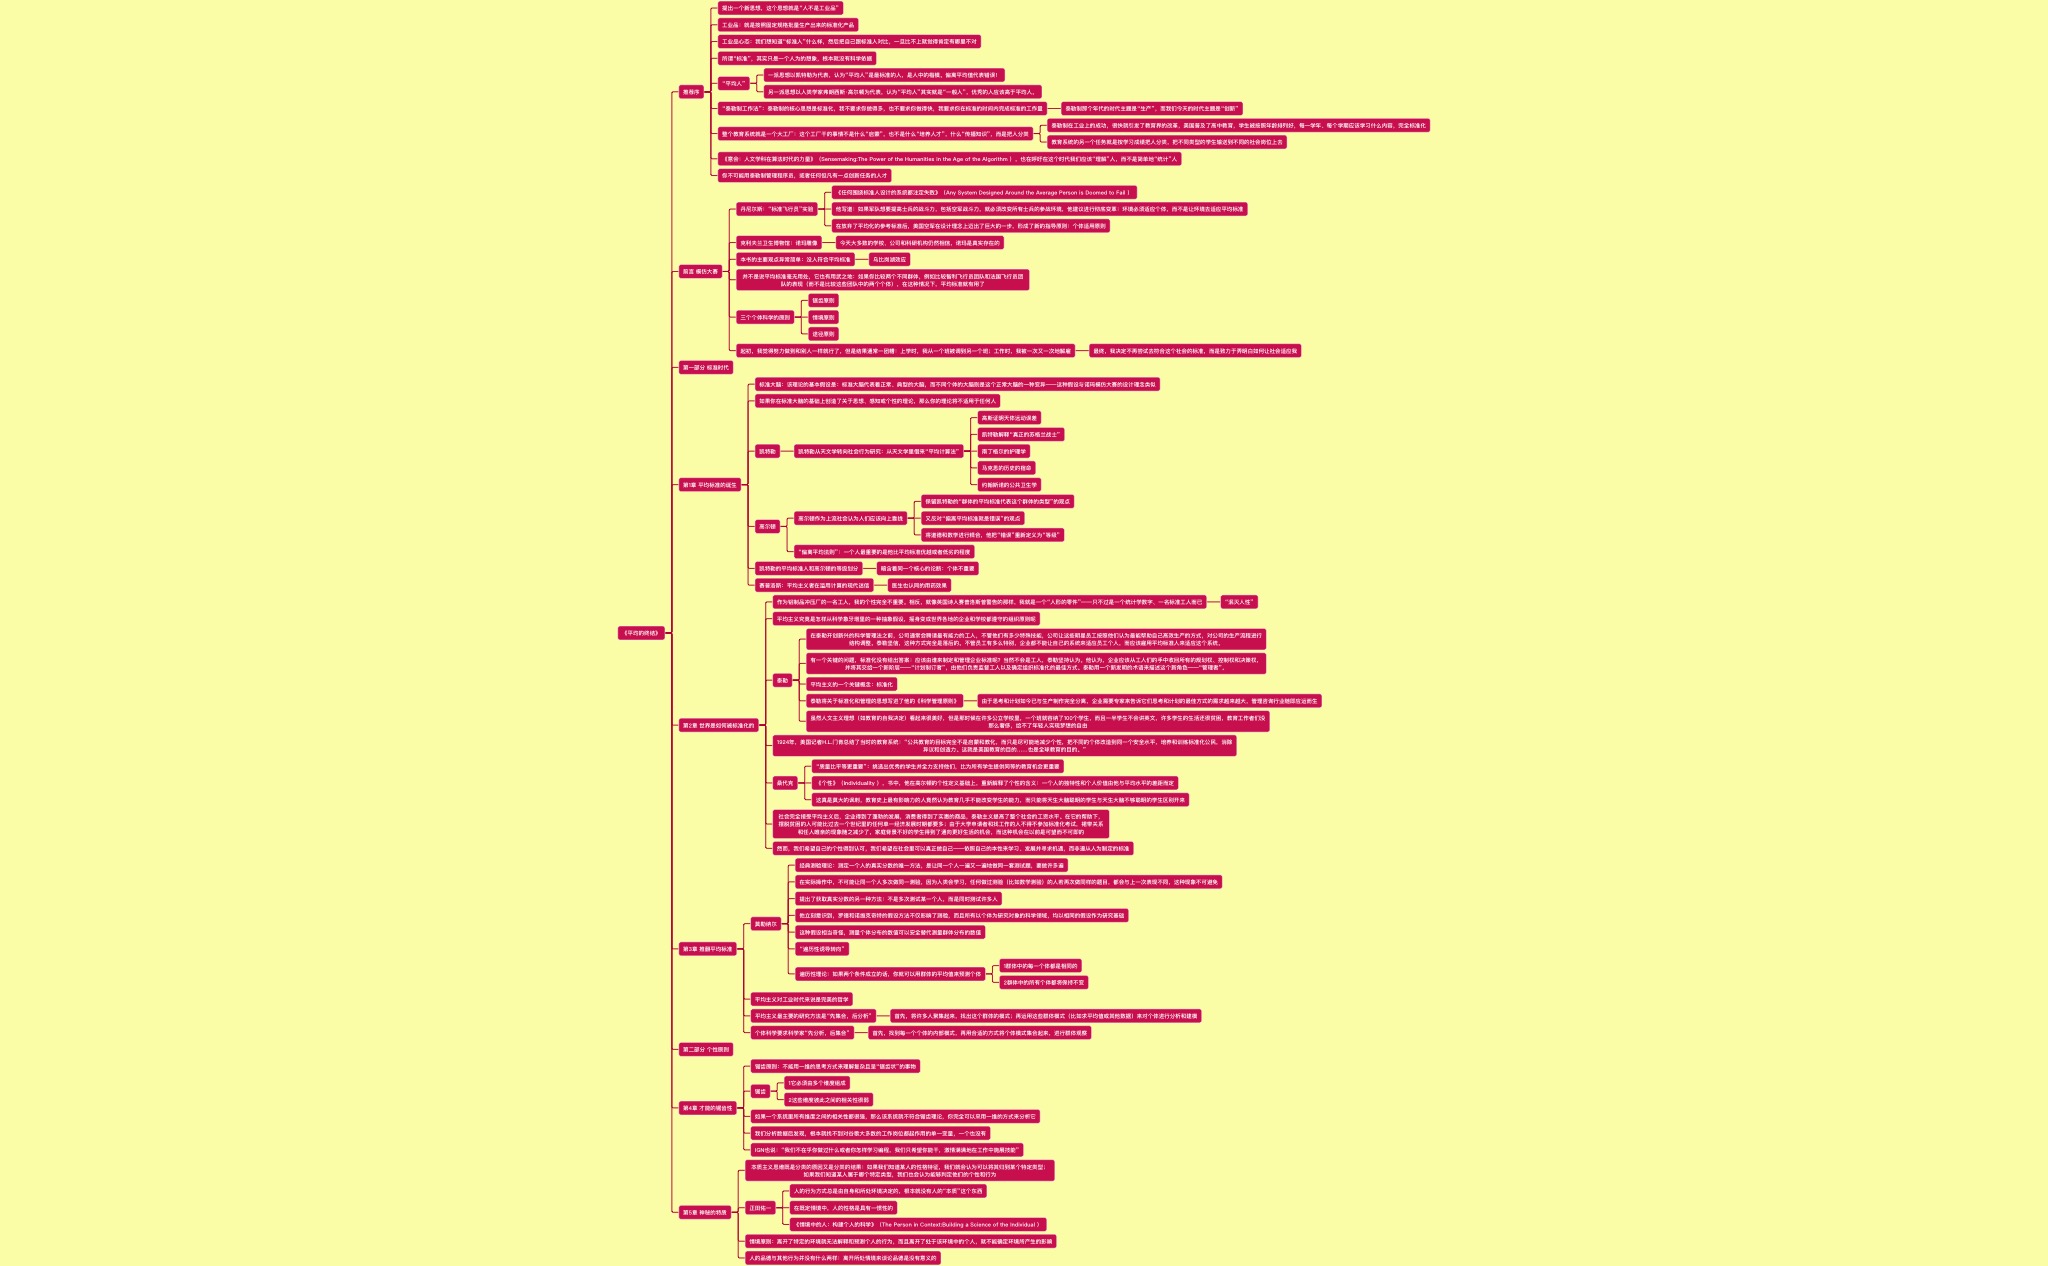 提出一个新思想，这个思想就是“人不是工业品”
工业品：就是按照固定规格批量生产出来的标准化产品
工业品心态：我们想知道“标准人”什么样，然后把自己跟标准人对比，一旦比不上就觉得肯定有哪里不对
所谓“标准”，其实只是一个人为的想象，根本就没有科学依据
一派思想以凯特勒为代表，认为“平均人”是最标准的人，是人中的楷模。偏离平均值代表错误！
“平均人”
另一派思想以人类学家弗朗西斯·高尔顿为代表，认为“平均人”其实就是“一般人”，优秀的人应该高于平均人。
推荐序
“泰勒制工作法”：泰勒制的核心思想是标准化，我不要求你做得多，也不要求你做得快，我要求你在标准的时间内完成标准的工作量
泰勒制那个年代的时代主题是“生产”，而我们今天的时代主题是“创新”
泰勒制在工业上的成功，很快就引发了教育界的改革，美国普及了高中教育，学生被按照年龄排列好，每一学年、每个学期应该学习什么内容，完全标准化
整个教育系统就是一个大工厂：这个工厂干的事情不是什么“启蒙”，也不是什么“培养人才”、什么“传播知识”，而是把人分类
教育系统的另一个任务就是按学习成绩把人分类，把不同类型的学生输送到不同的社会岗位上去
《意会：人文学科在算法时代的力量》（Sensemaking:The Power of the Humanities in the Age of the Algorithm ），也在呼吁在这个时代我们应该“理解”人，而不是简单地“统计”人
你不可能用泰勒制管理程序员，或者任何但凡有一点创新任务的人才
《任何围绕标准人设计的系统都注定失败》（Any System Designed Around the Average Person is Doomed to Fail ）
丹尼尔斯：“标准飞行员”实验
他写道：如果军队想要提高士兵的战斗力，包括空军战斗力，就必须改变所有士兵的参战环境。他建议进行彻底变革：环境必须适应个体，而不是让环境去适应平均标准
在放弃了平均化的参考标准后，美国空军在设计理念上迈出了巨大的一步，形成了新的指导原则：个体适用原则
克利夫兰卫生博物馆：诺玛雕像
今天大多数的学校、公司和科研机构仍然相信，诺玛是真实存在的
本书的主要观点异常简单：没人符合平均标准
乌比岗湖效应
前言 模仿大赛
并不是说平均标准毫无用处，它也有用武之地：如果你比较两个不同群体，例如比较智利飞行员团队和法国飞行员团
队的表现（而不是比较这些团队中的两个个体），在这种情况下，平均标准就有用了
锯齿原则
三个个体科学的原则
情境原则
途径原则
起初，我觉得努力做到和别人一样就行了，但是结果通常一团糟：上学时，我从一个班被调到另一个班；工作时，我被一次又一次地解雇
最终，我决定不再尝试去符合这个社会的标准，而是致力于弄明白如何让社会适应我
第一部分 标准时代
标准大脑：该理论的基本假设是：标准大脑代表着正常、典型的大脑，而不同个体的大脑则是这个正常大脑的一种变异——这种假设与诺玛模仿大赛的设计理念类似
如果你在标准大脑的基础上创造了关于思想、感知或个性的理论，那么你的理论将不适用于任何人
高斯证明天体运动误差
凯特勒解释“真正的苏格兰战士”
凯特勒
凯特勒从天文学转向社会行为研究：从天文学里借来“平均计算法”
南丁格尔的护理学
马克思的历史的宿命
约翰斯诺的公共卫生学
第1章 平均标准的诞生
保留凯特勒的“群体的平均标准代表这个群体的类型”的观点
高尔顿作为上流社会认为人们应该向上重线
又反对“偏离平均标准就是错误”的观点
高尔顿
将道德和数学进行糅合，他把“错误”重新定义为“等级”
“偏离平均法则”：一个人最重要的是他比平均标准优越或者低劣的程度
凯特勒的平均标准人和高尔顿的等级划分
暗含着同一个核心的论断：个体不重要
赛普洛斯：平均主义者在滥用计算的现代迷信
医生也认同的用药效果
《平均的终结》
作为铝制品冲压厂的一名工人，我的个性完全不重要。相反，就像英国诗人赛普洛斯曾警告的那样，我就是一个“人形的零件”——只不过是一个统计学数字，一名标准工人而已
“泯灭人性”
平均主义究竟是怎样从科学象牙塔里的一种抽象假设，摇身变成世界各地的企业和学校都遵守的组织原则呢
在泰勒开创新兴的科学管理法之前，公司通常会聘请最有能力的工人，不管他们有多少特殊技能，公司让这些明星员工按照他们认为最能帮助自己高效生产的方式，对公司的生产流程进行
结构调整。泰勒坚信，这种方式完全是落后的，不管员工有多么特别，企业都不能让自己的系统来适应员工个人，而应该雇用平均标准人来适应这个系统。
有一个关键的问题，标准化没有给出答案：应该由谁来制定和管理企业标准呢？当然不会是工人，泰勒坚持认为，他认为，企业应该从工人们的手中收回所有的规划权、控制权和决策权，
并将其交给一个新阶层——“计划制订者”，由他们负责监督工人以及确定组织标准化的最佳方式。泰勒用一个新发明的术语来描述这个新角色——“管理者”。
泰勒
平均主义的一个关键概念：标准化
泰勒将关于标准化和管理的思想写进了他的《科学管理原则》
由于思考和计划如今已与生产制作完全分离，企业需要专家来告诉它们思考和计划的最佳方式的需求越来越大，管理咨询行业随即应运而生
第2章 世界是如何被标准化的
虽然人文主义理想（如教育的自我决定）看起来很美好，但是那时候在许多公立学校里，一个班就容纳了100个学生，而且一半学生不会讲英文，许多学生的生活还很贫困，教育工作者们没
那么奢侈，给不了年轻人实现梦想的自由
1924年，美国记者H.L.门肯总结了当时的教育系统：“公共教育的目标完全不是启蒙和教化，而只是尽可能地减少个性，把不同的个体改造到同一个安全水平，培养和训练标准化公民，消除
异议和创造力。这就是美国教育的目的……也是全球教育的目的。”
“质量比平等更重要”：挑选出优秀的学生并全力支持他们，比为所有学生提供同等的教育机会更重要
桑代克
《个性》（Individuality ），书中，他在高尔顿的个性定义基础上，重新解释了个性的含义：一个人的独特性和个人价值由他与平均水平的差距而定
这真是莫大的讽刺，教育史上最有影响力的人竟然认为教育几乎不能改变学生的能力，而只能将天生大脑聪明的学生与天生大脑不够聪明的学生区别开来
社会完全接受平均主义后，企业得到了蓬勃的发展，消费者得到了实惠的商品，泰勒主义提高了整个社会的工资水平。在它的帮助下，
摆脱贫困的人可能比过去一个世纪里的任何单一经济发展时期都要多；由于大学申请者和找工作的人不得不参加标准化考试，裙带关系
和任人唯亲的现象随之减少了，家庭背景不好的学生得到了通向更好生活的机会，而这种机会在以前是可望而不可即的
然而，我们希望自己的个性得到认可，我们希望在社会里可以真正做自己——依照自己的本性来学习、发展并寻求机遇，而非遵从人为制定的标准
经典测验理论：测定一个人的真实分数的唯一方法，是让同一个人一遍又一遍地做同一套测试题，要做许多遍
在实际操作中，不可能让同一个人多次做同一测验，因为人类会学习，任何做过测验（比如数学测验）的人若再次做同样的题目，都会与上一次表现不同，这种现象不可避免
提出了获取真实分数的另一种方法：不是多次测试某一个人，而是同时测试许多人
他立刻意识到，罗德和诺维克奇特的假设方法不仅影响了测验，而且所有以个体为研究对象的科学领域，均以相同的假设作为研究基础
莫勒纳尔
这种假设相当奇怪，测量个体分布的数值可以安全替代测量群体分布的数值
“遍历性诱导转向”
第3章 推翻平均标准
1群体中的每一个体都是相同的
遍历性理论：如果两个条件成立的话，你就可以用群体的平均值来预测个体
2群体中的所有个体都将保持不变
平均主义对工业时代来说是完美的哲学
平均主义最主要的研究方法是“先集合，后分析”
首先，将许多人聚集起来，找出这个群体的模式；再运用这些群体模式（比如求平均值或其他数据）来对个体进行分析和建模
个体科学要求科学家“先分析，后集合”
首先，找到每一个个体的内部模式，再用合适的方式将个体模式集合起来，进行群体观察
第二部分 个性原则
锯齿原则：不能用一维的思考方式来理解复杂且呈“锯齿状”的事物
1它必须由多个维度组成
锯齿
2这些维度彼此之间的相关性很弱
第4章 才能的锯齿性
如果一个系统里所有维度之间的相关性都很强，那么该系统就不符合锯齿理论，你完全可以采用一维的方式来分析它
我们分析数据后发现，根本就找不到对谷歌大多数的工作岗位都起作用的单一变量，一个也没有
IGN也说：“我们不在乎你做过什么或者你怎样学习编程，我们只希望你能干，激情满满地在工作中施展技能”
本质主义思维既是分类的原因又是分类的结果：如果我们知道某人的性格特征，我们就会认为可以将其归到某个特定类型；
如果我们知道某人属于哪个特定类型，我们也会认为能够判定他们的个性和行为
人的行为方式总是由自身和所处环境决定的，根本就没有人的“本质”这个东西
正田佑一
在既定情境中，人的性格是具有一惯性的
第5章 神秘的特质
《情境中的人：构建个人的科学》（The Person in Context:Building a Science of the Individual ）
情境原则：离开了特定的环境就无法解释和预测个人的行为，而且离开了处于该环境中的个人，就不能确定环境所产生的影响
人的品德与其他行为并没有什么两样：离开所处情境来谈论品德是没有意义的